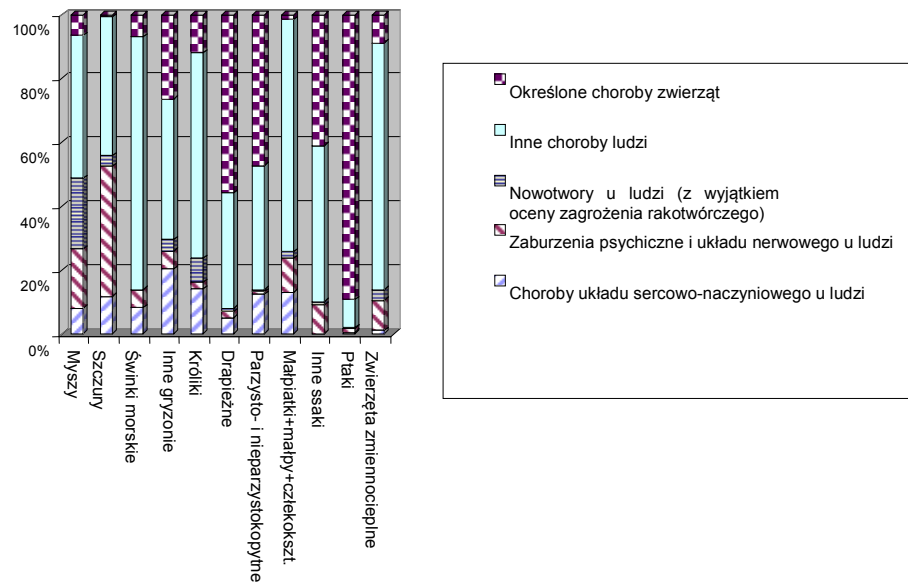 100%
80%
60%
40%
20%
0%
Myszy
Szczury
Świnki morskie
Inne gryzonie
Króliki
Drapieżne
Parzysto- i nieparzystokopytne
Małpiatki+małpy+człekokszt.
Inne ssaki
Ptaki
Zwierzęta zmiennocieplne
Określone choroby zwierząt
Inne choroby ludzi
Nowotwory u ludzi (z wyjątkiem
oceny zagrożenia rakotwórczego)
Zaburzenia psychiczne i układu nerwowego u ludzi
Choroby układu sercowo-naczyniowego u ludzi